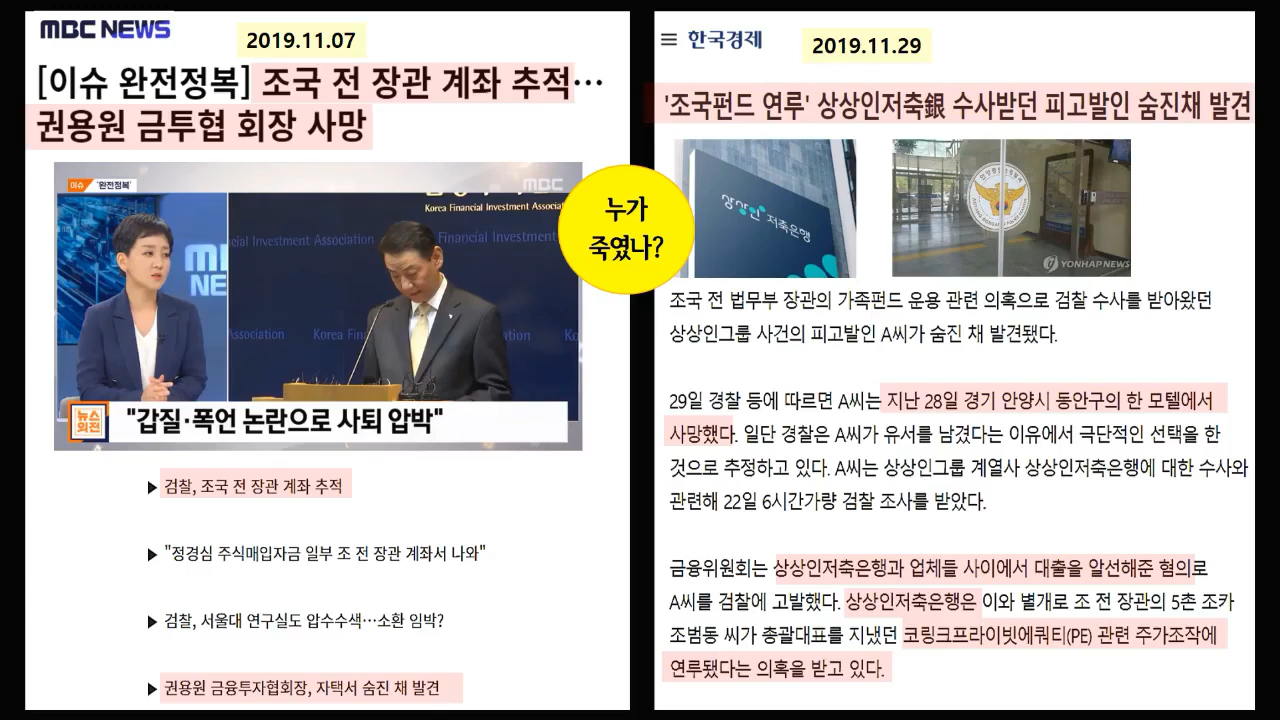 MBC NEWS
2019.11.07
[이슈 완전정복] 조국 전 장관 계좌 추적…
권용원 금투협 회장 사망
이슈 '완전정복'
MBC
Korea Financial Investment Associat
cial Investment Association
Financial Investment
Association
Korea Financial
Ko
MB
NE
뉴스
외전
"갑질·폭언 논란으로 사퇴 압박"
▶ 검찰, 조국 전 장관 계좌 추적
▶ "정경심 주식매입자금 일부 조 전 장관 계좌서 나와"
▶ 검찰, 서울대 연구실도 압수수색…소환 임박?
▶ 권용원 금융투자협회장, 자택서 숨진 채 발견
누가
죽였나?
한국경제
2019.11.29
'조국펀드 연루' 상상인저축銀 수사받던 피고발인 숨진채 발견
상상인 저축은행
YONHAP NEWS
조국 전 법무부 장관의 가족펀드 운용 관련 의혹으로 검찰 수사를 받아왔던
상상인그룹 사건의 피고발인 A씨가 숨진 채 발견됐다.
29일 경찰 등에 따르면 A씨는 지난 28일 경기 안양시 동안구의 한 모텔에서
사망했다. 일단 경찰은 A씨가 유서를 남겼다는 이유에서 극단적인 선택을 한
것으로 추정하고 있다. A씨는 상상인그룹 계열사 상상인저축은행에 대한 수사와
관련해 22일 6시간가량 검찰 조사를 받았다.
금융위원회는 상상인저축은행과 업체들 사이에서 대출을 알선해준 혐의로
A씨를 검찰에 고발했다. 상상인저축은행은 이와 별개로 조 전 장관의 5촌 조카
조범동 씨가 총괄대표를 지냈던 코링크프라이빗에쿼티(PE) 관련 주가조작에
연루됐다는 의혹을 받고 있다.